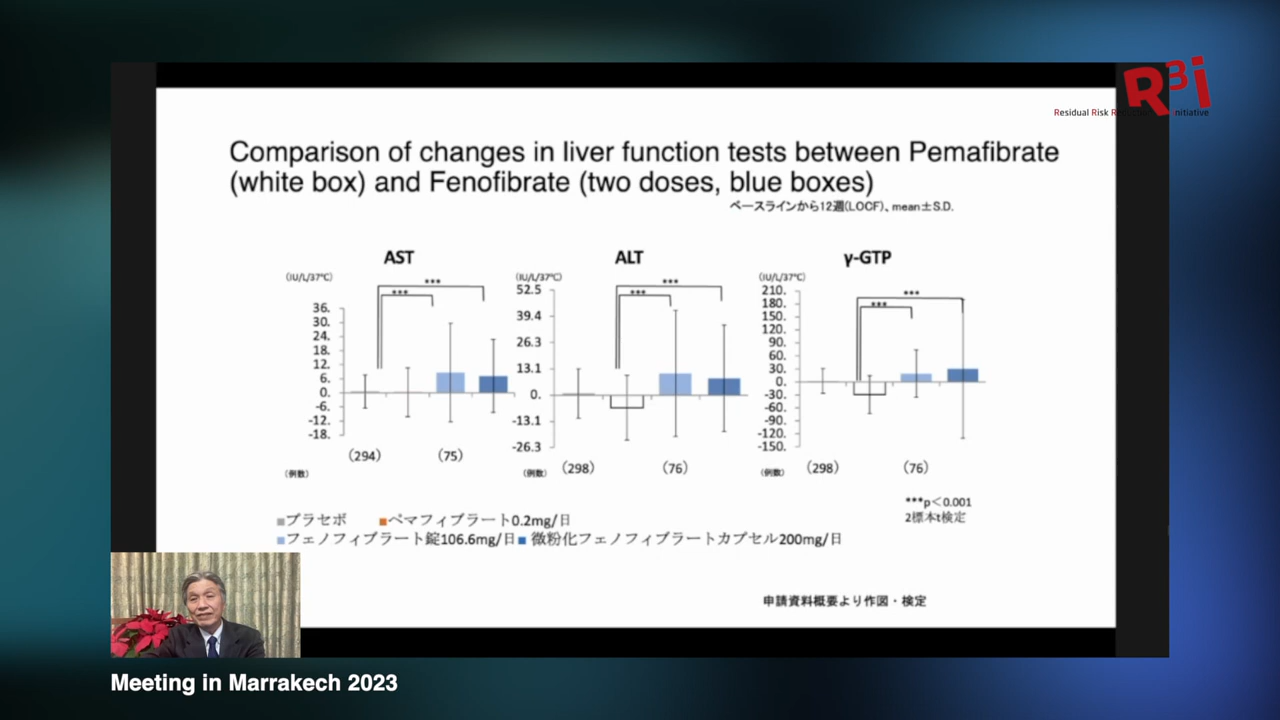 R³i
Residual Risk R nitiative
Comparison of changes in liver function tests between Pemafibrate
(white box) and Fenofibrate (two doses, blue boxes)
ベースラインから12週(LOCF)、mean±S.D.
AST
(IU/L/37℃)
***
***
36.
30.
24.
18.
12.
6.
0.
-6.
-12.
-18.
(294)
(75)
(例数)
ALT
(IU/L/37℃)
***
***
52.5
39.4
26.3
13.1
0.
-13.1
-26.3
(298)
(76)
(例数)
γ-GTP
(IU/L/37℃)
***
***
210.
180.
150.
120.
90.
60.
30.
0.
-30.
-60.
-90.
-120.
-150.
(298)
(76)
(例数)
***p<0.001
2標本t検定
プラセボ ペマフィブラート0.2mg/日
フェノフィブラート錠106.6mg/日 微粉化フェノフィブラートカプセル200mg/日
申請資料概要より作図・検定
Meeting in Marrakech 2023